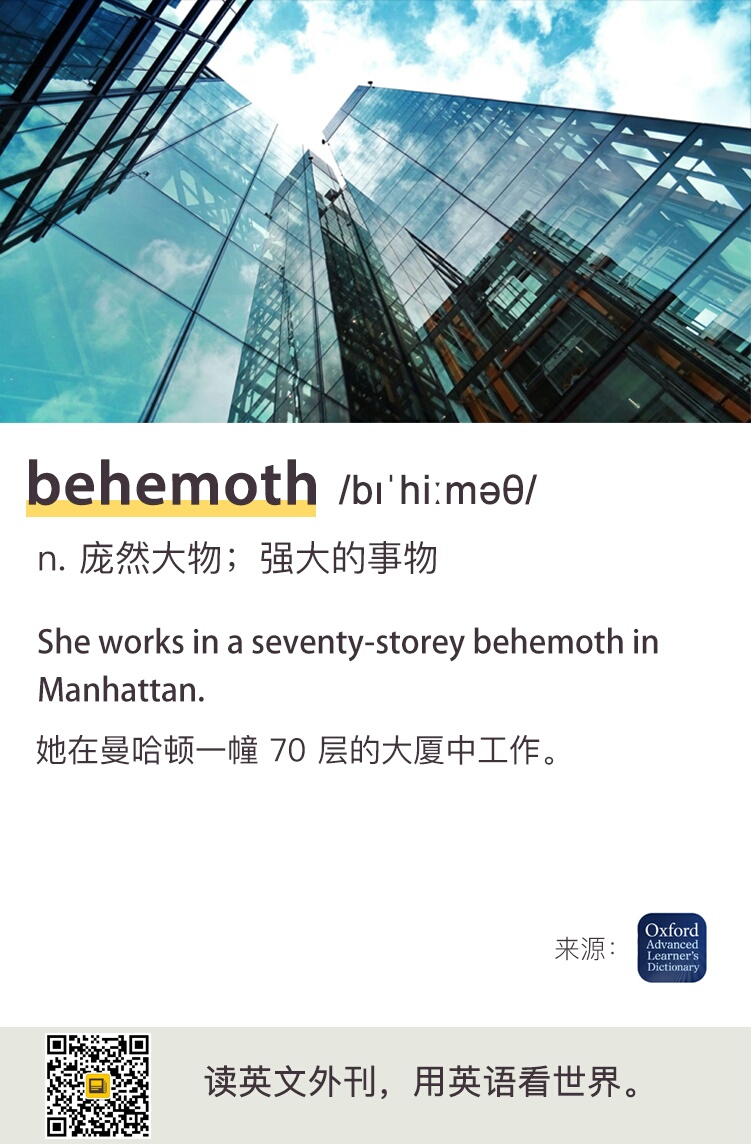 behemoth /bɪˈhiːməθ/
n. 庞然大物；强大的事物
She works in a seventy-storey behemoth in
Manhattan.
她在曼哈顿一幢 70 层的大厦中工作。
来源：
Oxford
Advanced
Learner's
Dictionary
读英文外刊，用英语看世界。